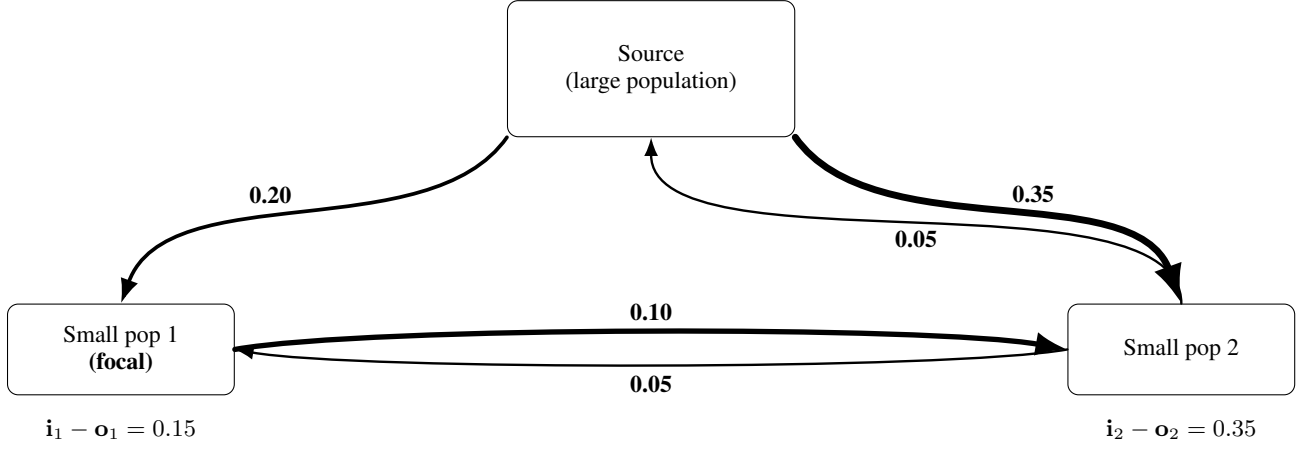 Source
(large population)
0.20
0.35
0.05
0.10
Small pop 1
(focal)
Small pop 2
0.05
i₁ − o₁ = 0.15
i₂ − o₂ = 0.35